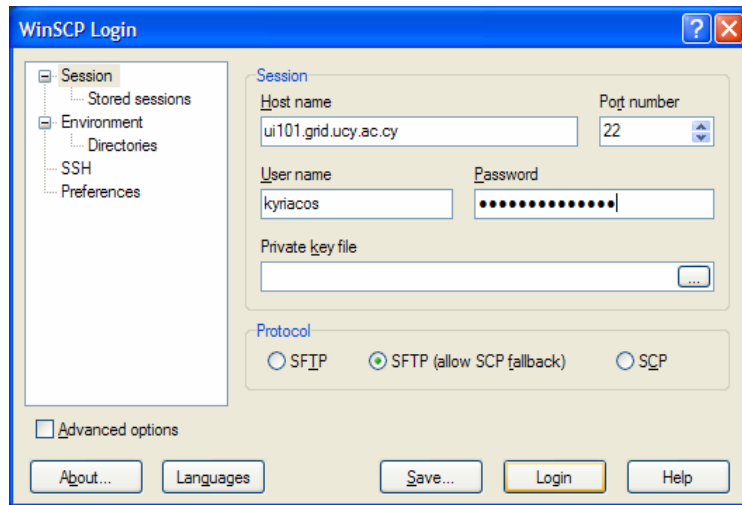 WinSCP Login
Session
Stored sessions
Environment
Directories
SSH
Preferences
Session
Host name
Port number
ui101.grid.ucy.ac.cy
22
User name
Password
kyriacos
●●●●●●●●●●●●●●
Private key file
...
Protocol
SFTP
SFTP (allow SCP fallback)
SCP
Advanced options
About...
Languages
Save...
Login
Help